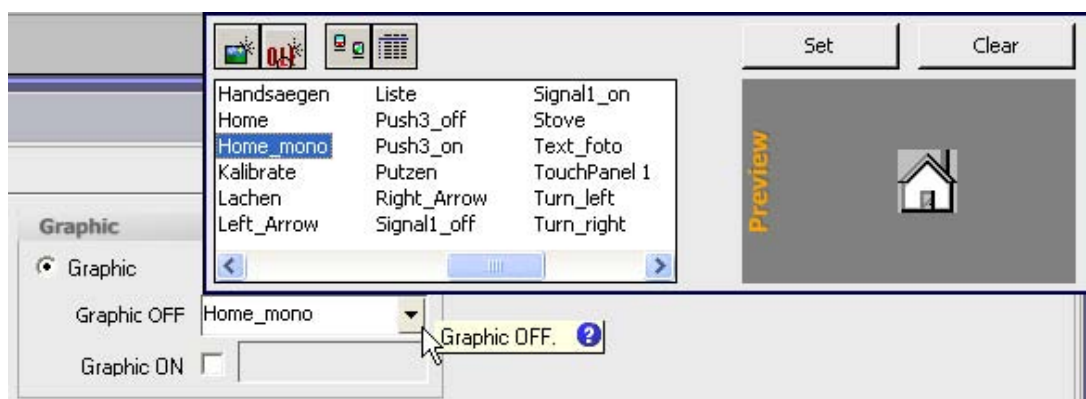 Set
Clear
Handsaegen Liste Signal1_on
Home Push3_off Stove
Home_mono Push3_on Text_foto
Kalibrate Putzen TouchPanel 1
Lachen Right_Arrow Turn_left
Left_Arrow Signal1_off Turn_right
Preview
Graphic
Graphic
Graphic OFF Home_mono
Graphic OFF.
Graphic ON